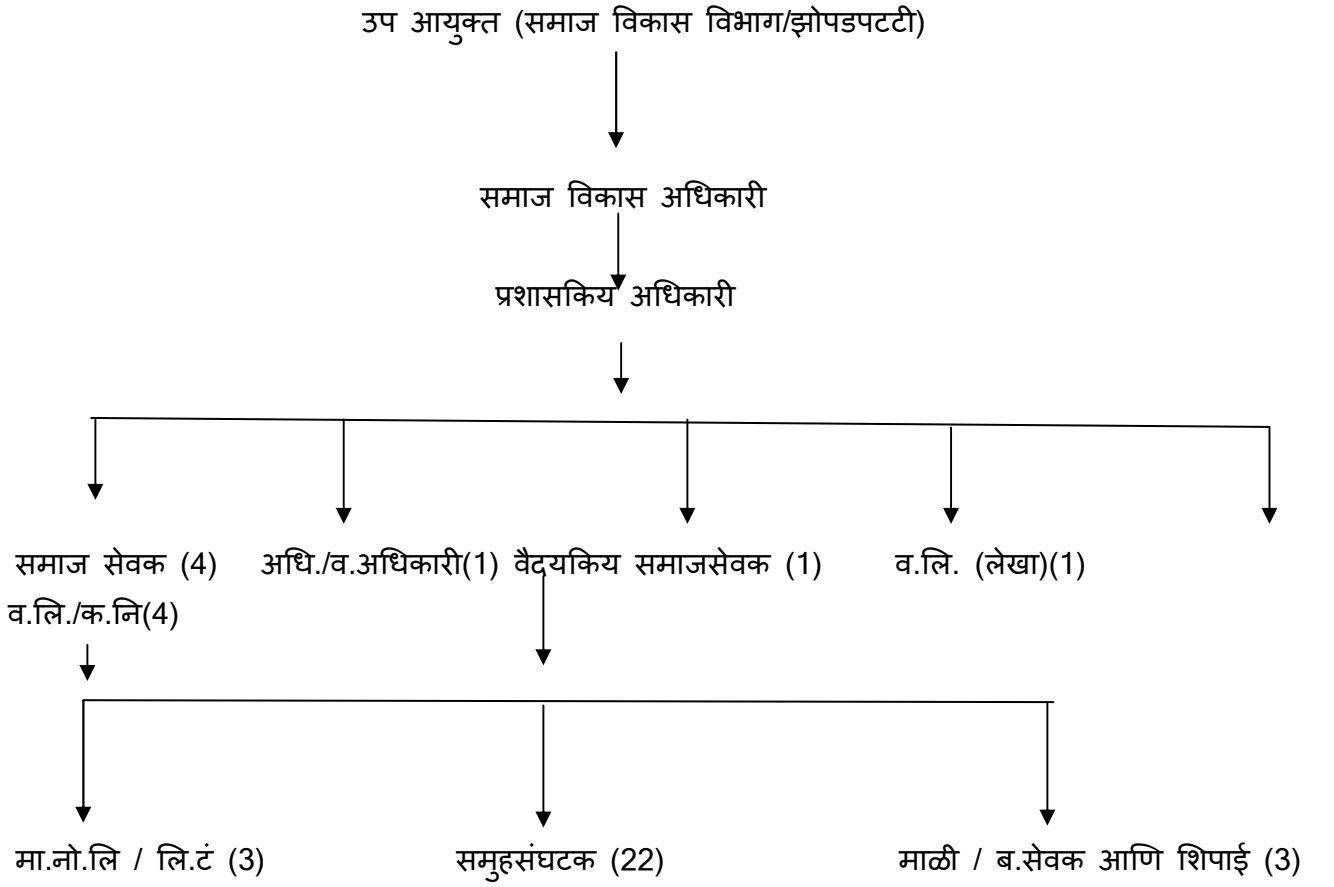 उप आयुक्त (समाज विकास विभाग/झोपडपटटी)
समाज विकास अधिकारी
प्रशासकिय अधिकारी
समाज सेवक (4) अधि./व.अधिकारी(1) वैदयकिय समाजसेवक (1) व.लि. (लेखा)(1)
व.लि./क.नि(4)
मा.नो.लि / लि.टं (3) समुहसंघटक (22) माळी / ब.सेवक आणि शिपाई (3)